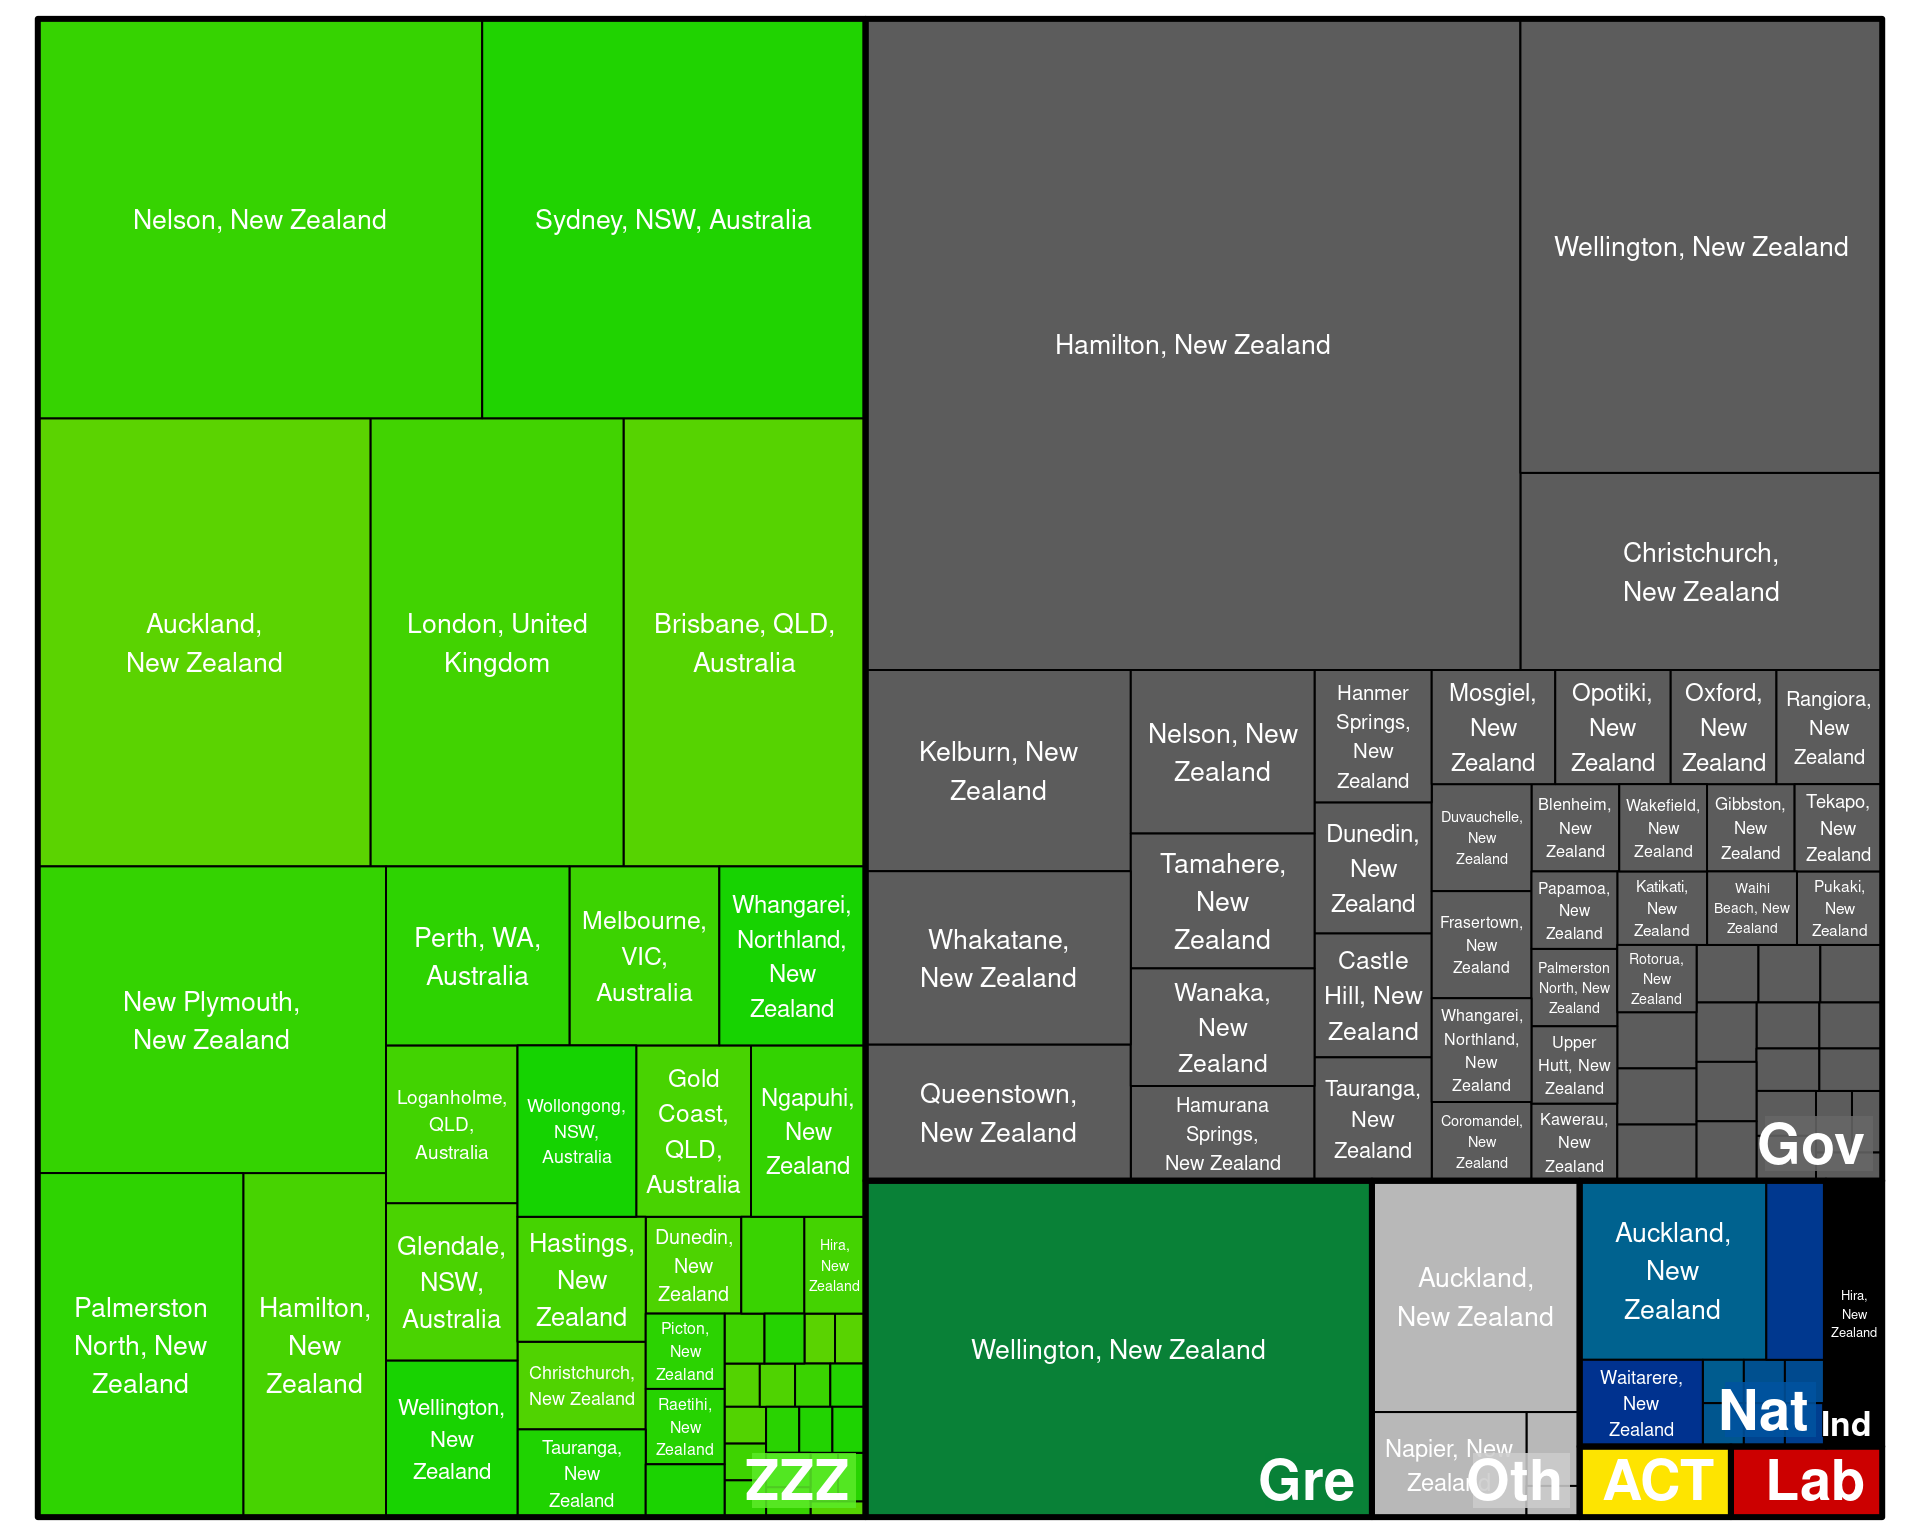 Nelson, New Zealand
Sydney, NSW, Australia
Auckland,
New Zealand
London, United
Kingdom
Brisbane, QLD,
Australia
New Plymouth,
New Zealand
Perth, WA,
Australia
Melbourne,
VIC,
Australia
Whangarei,
Northland,
New
Zealand
Palmerston
North, New
Zealand
Hamilton,
New
Zealand
Loganholme,
QLD,
Australia
Wollongong,
NSW,
Australia
Gold
Coast,
QLD,
Australia
Ngapuhi,
New
Zealand
Glendale,
NSW,
Australia
Wellington,
New
Zealand
Hastings,
New
Zealand
Christchurch,
New Zealand
Tauranga,
New
Zealand
Dunedin,
New
Zealand
Hira,
New
Zealand
Picton,
New
Zealand
Raetihi,
New
Zealand
ZZZ
Hamilton, New Zealand
Wellington, New Zealand
Christchurch,
New Zealand
Kelburn, New
Zealand
Whakatane,
New Zealand
Queenstown,
New Zealand
Nelson, New
Zealand
Tamahere,
New
Zealand
Wanaka,
New
Zealand
Hamurana
Springs,
New Zealand
Hanmer
Springs,
New
Zealand
Dunedin,
New
Zealand
Castle
Hill, New
Zealand
Tauranga,
New
Zealand
Mosgiel,
New
Zealand
Opotiki,
New
Zealand
Oxford,
New
Zealand
Rangiora,
New
Zealand
Duvauchelle,
New
Zealand
Frasertown,
New
Zealand
Whangarei,
Northland,
New
Zealand
Coromandel,
New
Zealand
Blenheim,
New
Zealand
Wakefield,
New
Zealand
Gibbston,
New
Zealand
Tekapo,
New
Zealand
Papamoa,
New
Zealand
Katikati,
New
Zealand
Waihi
Beach, New
Zealand
Pukaki,
New
Zealand
Palmerston
North, New
Zealand
Rotorua,
New
Zealand
Upper
Hutt, New
Zealand
Kawerau,
New
Zealand
Gov
Wellington, New Zealand
Gre
Auckland,
New Zealand
Napier, New
Zealand
Oth
Auckland,
New
Zealand
Waitarere,
New
Zealand
Nat
Hira,
New
Zealand
Ind
ACT
Lab